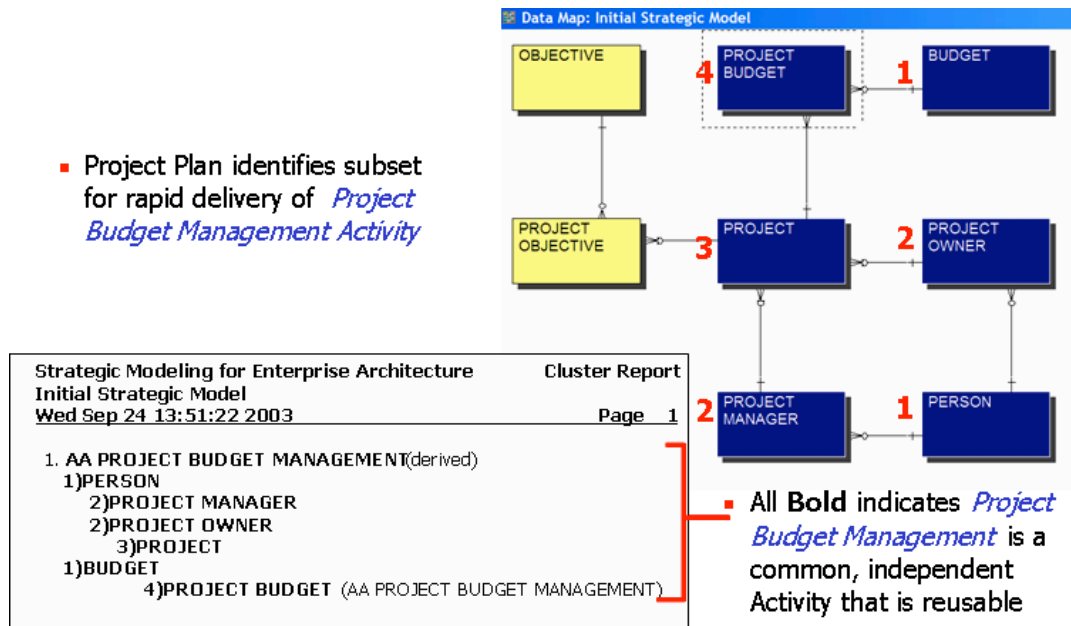 Data Map: Initial Strategic Model
OBJECTIVE
4
PROJECT
BUDGET
1
BUDGET
▪ Project Plan identifies subset
for rapid delivery of Project
Budget Management Activity
PROJECT
OBJECTIVE
3
PROJECT
2
PROJECT
OWNER
2
PROJECT
MANAGER
1
PERSON
Strategic Modeling for Enterprise Architecture Cluster Report
Initial Strategic Model
Wed Sep 24 13:51:22 2003 Page 1
1. AA PROJECT BUDGET MANAGEMENT(derived)
1)PERSON
2)PROJECT MANAGER
2)PROJECT OWNER
3)PROJECT
1)BUDGET
4)PROJECT BUDGET (AA PROJECT BUDGET MANAGEMENT)
▪ All Bold indicates Project
Budget Management is a
common, independent
Activity that is reusable